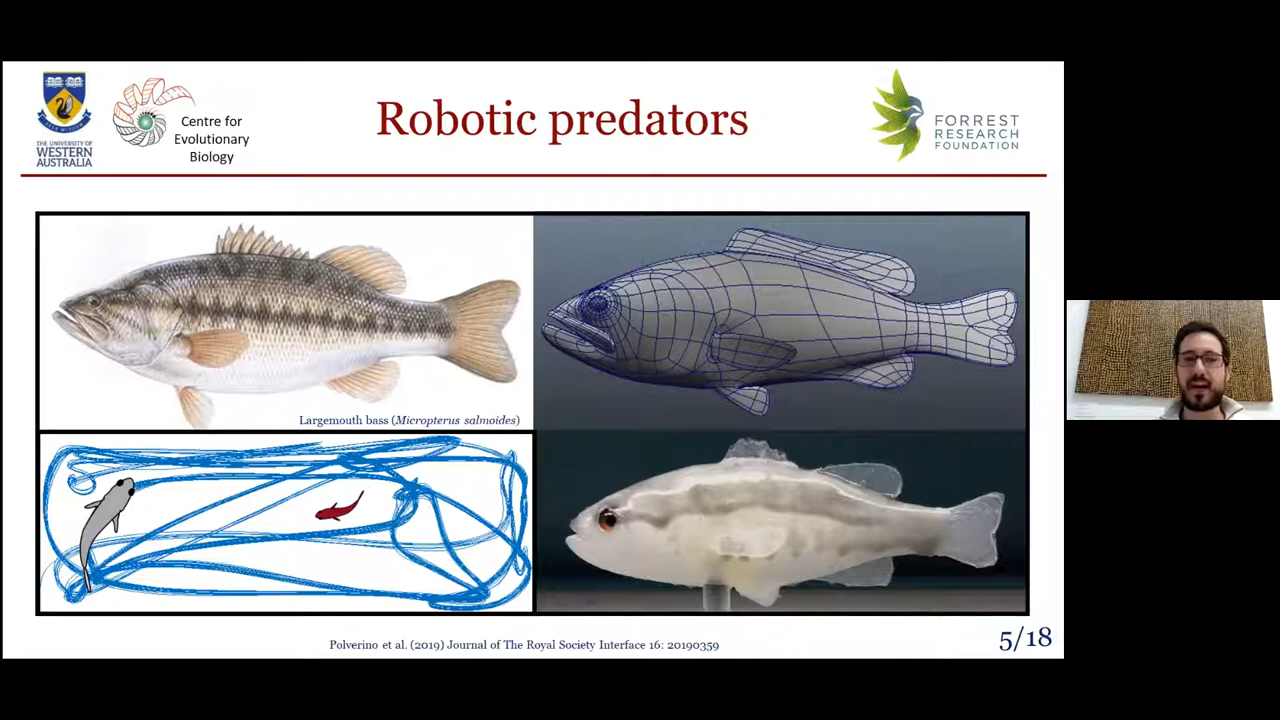 THE UNIVERSITY OF
WESTERN
AUSTRALIA
Centre for
Evolutionary
Biology
Robotic predators
FORREST
RESEARCH
FOUNDATION
Largemouth bass (Micropterus salmoides)
Polverino et al. (2019) Journal of The Royal Society Interface 16: 20190359
5/18